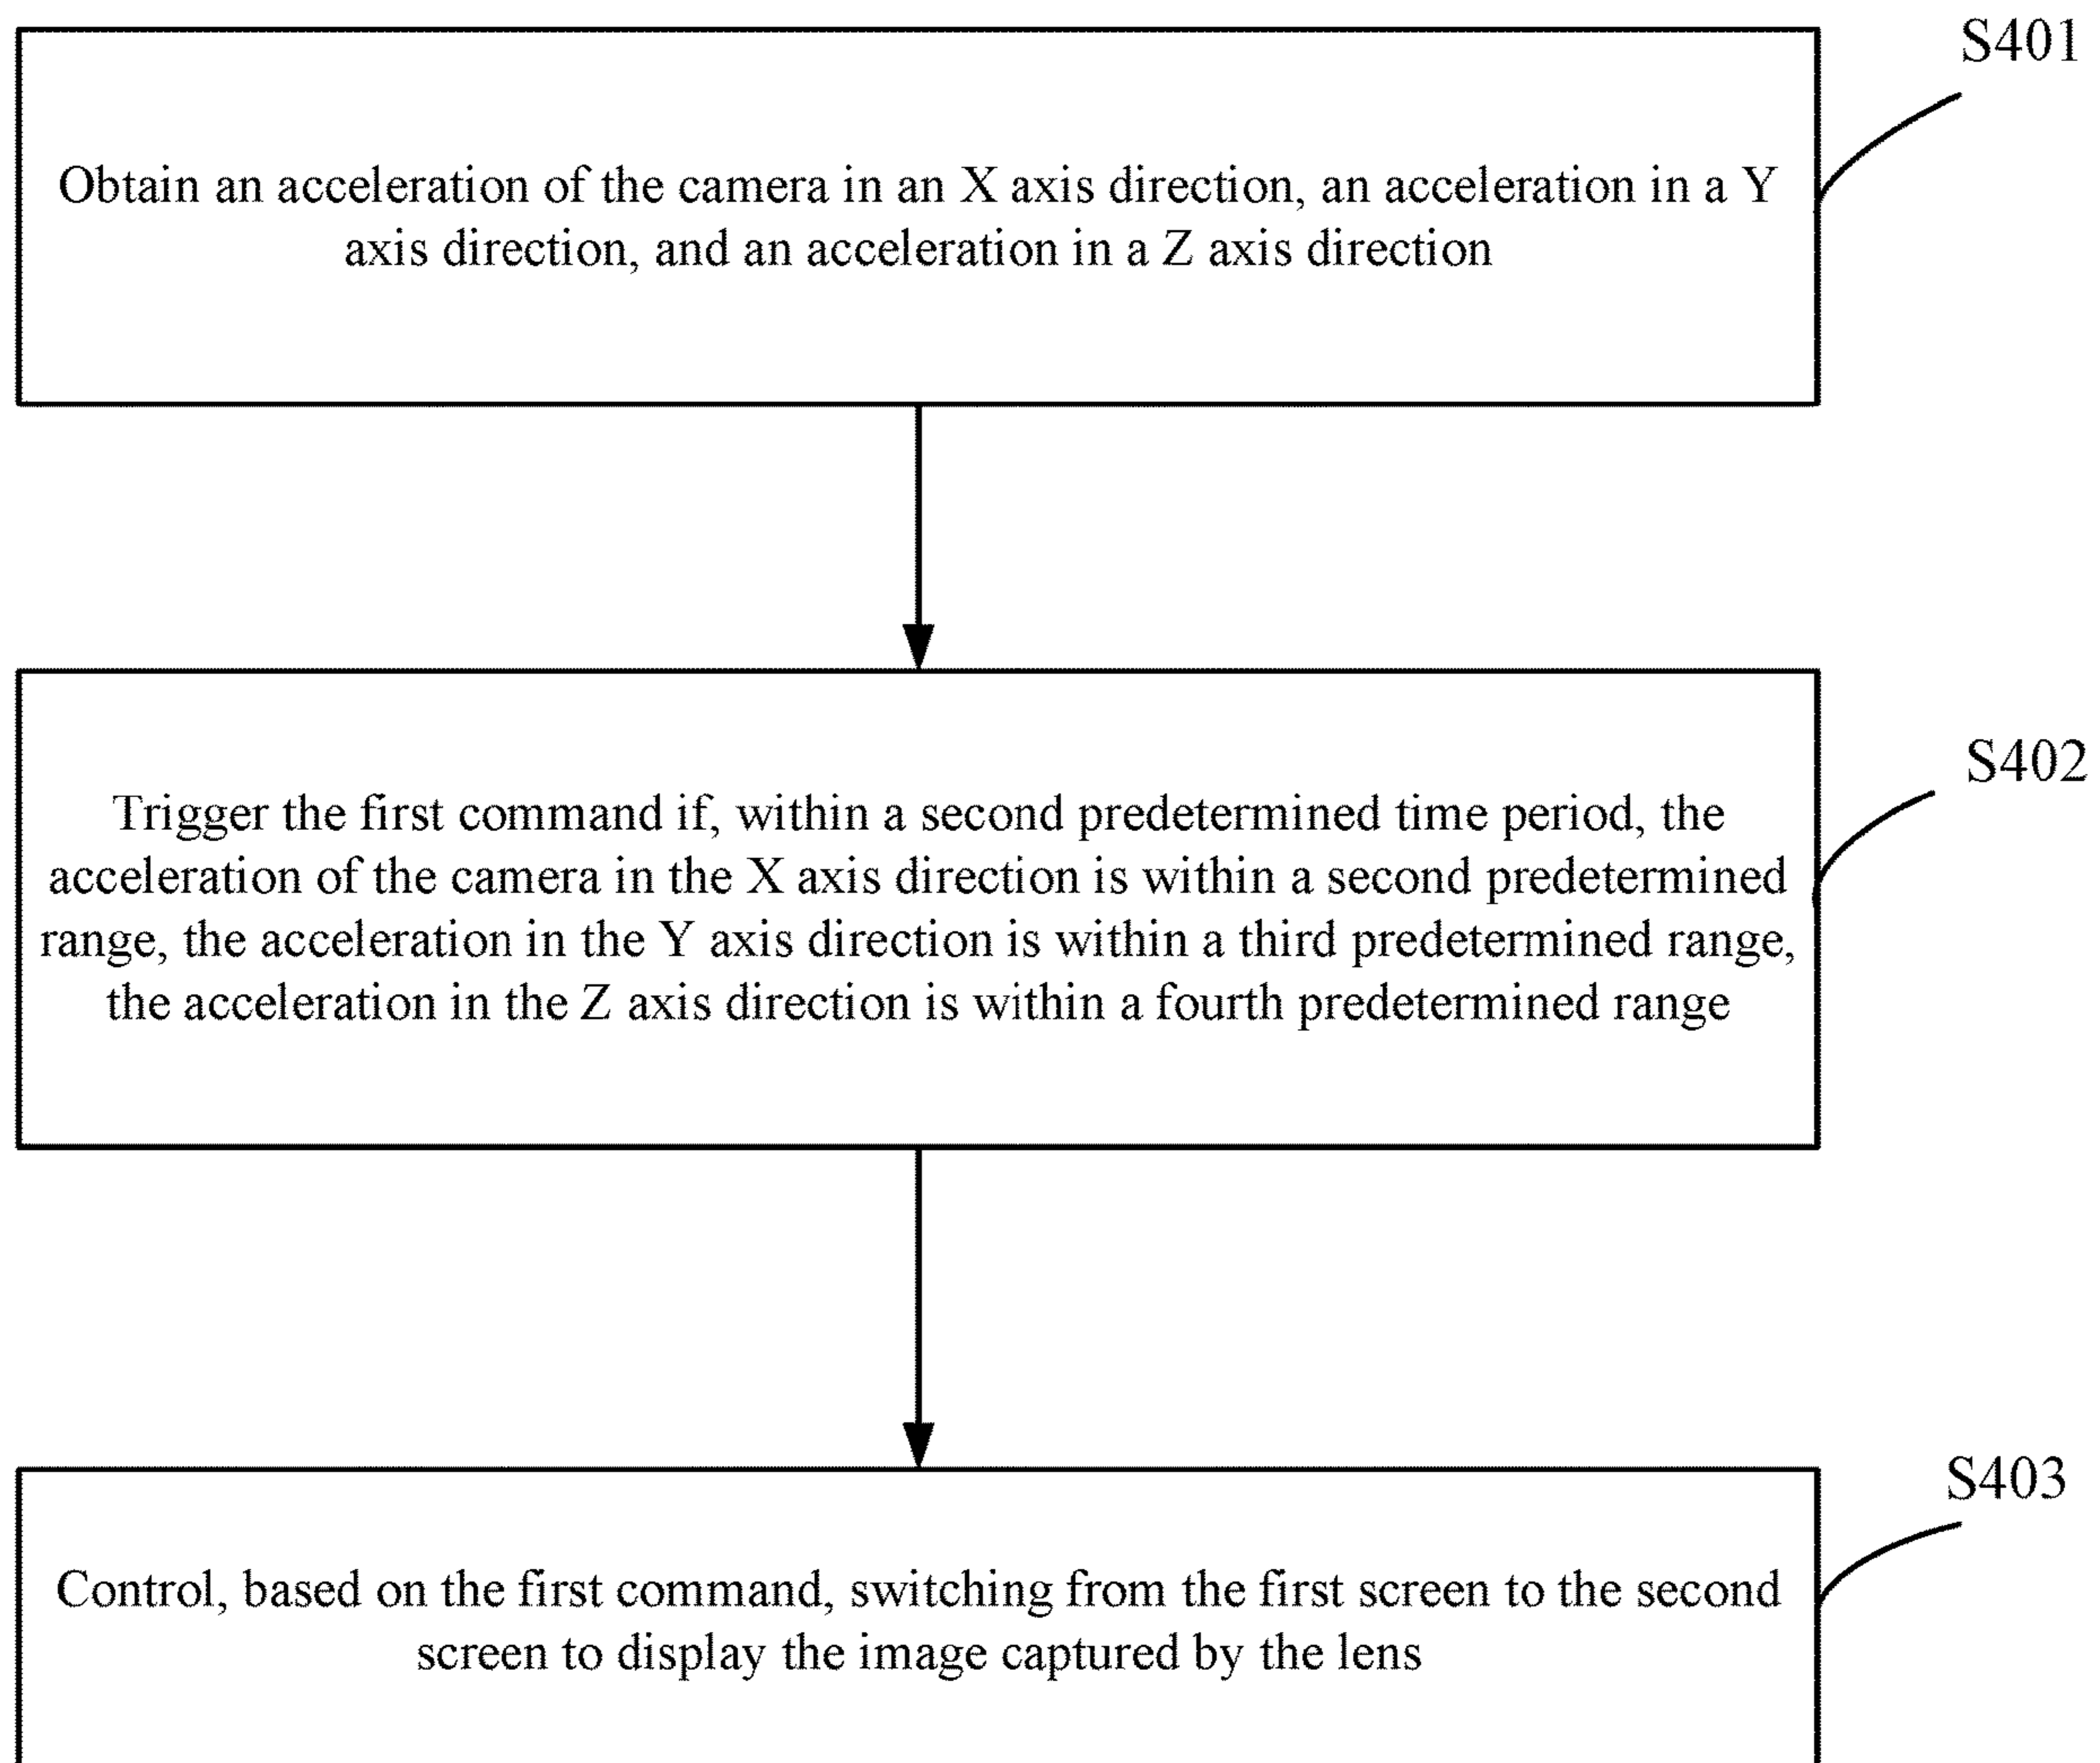 S401
Obtain an acceleration of the camera in an X axis direction, an acceleration in a Y
axis direction, and an acceleration in a Z axis direction
S402
Trigger the first command if, within a second predetermined time period, the
acceleration of the camera in the X axis direction is within a second predetermined
range, the acceleration in the Y axis direction is within a third predetermined range,
the acceleration in the Z axis direction is within a fourth predetermined range
S403
Control, based on the first command, switching from the first screen to the second
screen to display the image captured by the lens